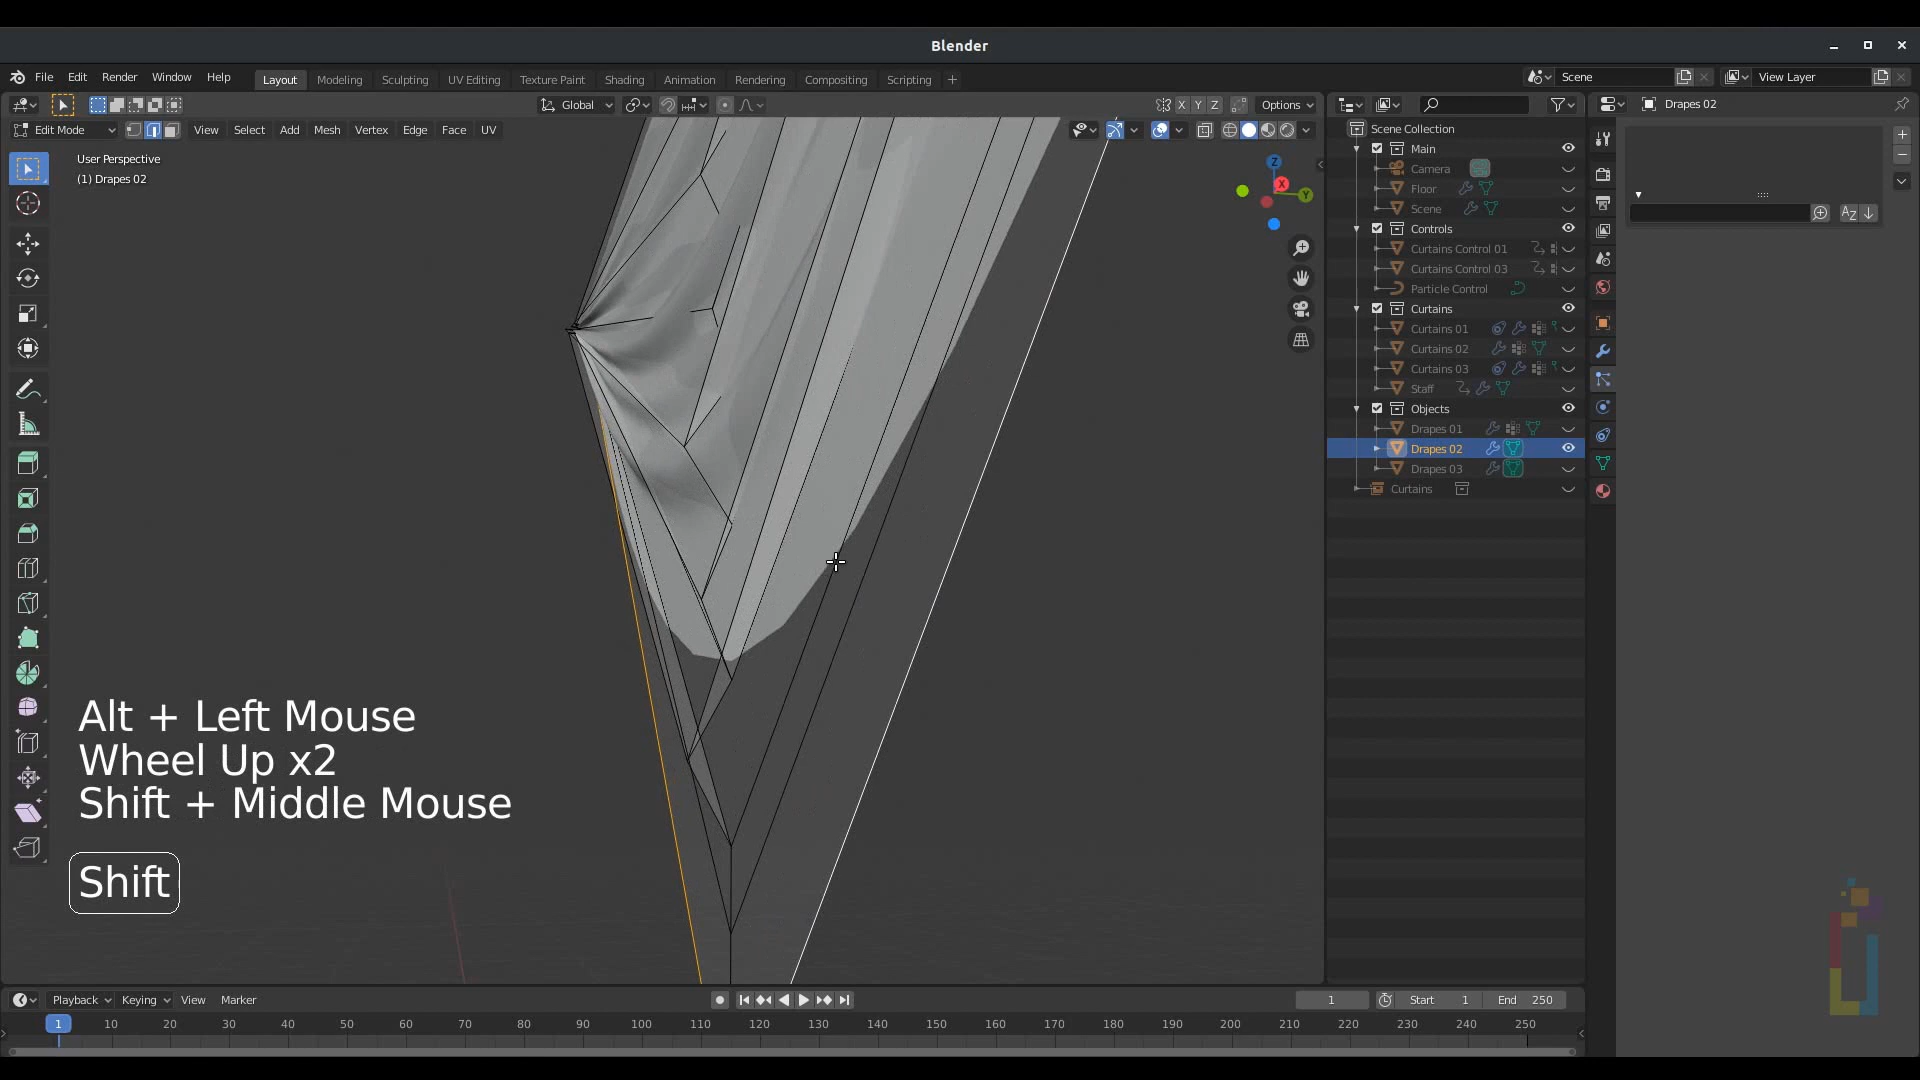 Blender
File Edit Render Window Help
Layout Modeling Sculpting UV Editing Texture Paint Shading Animation Rendering Compositing Scripting +
Scene
View Layer
Global
X Y Z
Options
Drapes 02
Edit Mode View Select Add Mesh Vertex Edge Face UV
User Perspective
(1) Drapes 02
Z
X
Y
Scene Collection
Main
Camera
Floor
Scene
Controls
Curtains Control 01
Curtains Control 03
Particle Control
Curtains
Curtains 01
Curtains 02
Curtains 03
Staff
Objects
Drapes 01
Drapes 02
Drapes 03
Curtains
Alt + Left Mouse
Wheel Up x2
Shift + Middle Mouse
Shift
Playback Keying View Marker
1
Start 1
End 250
1 10 20 30 40 50 60 70 80 90 100 110 120 130 140 150 160 170 180 190 200 210 220 230 240 250